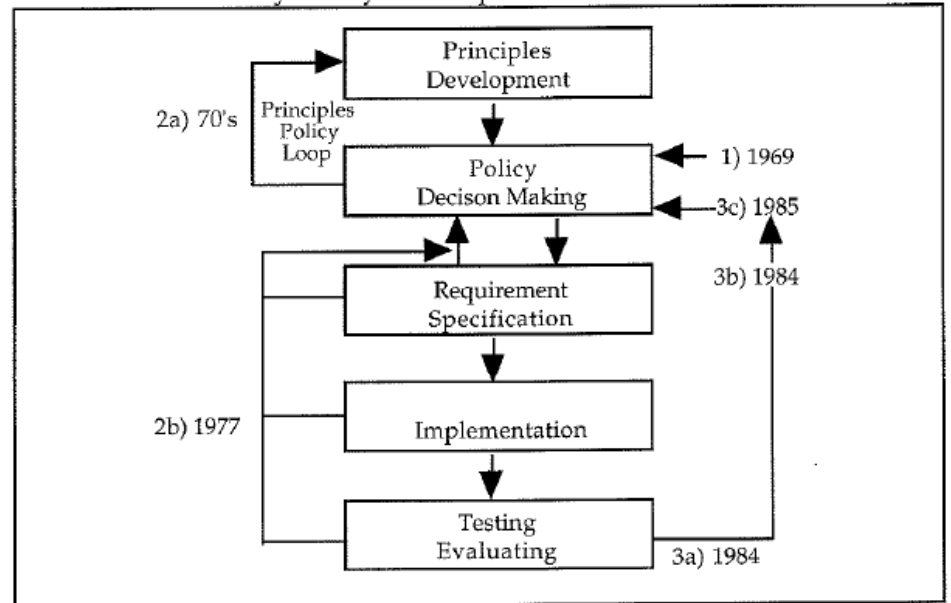 Principles
Development
2a) 70's
Principles
Policy
Loop
Policy
Decison Making
1) 1969
3c) 1985
3b) 1984
Requirement
Specification
2b) 1977
Implementation
Testing
Evaluating
3a) 1984